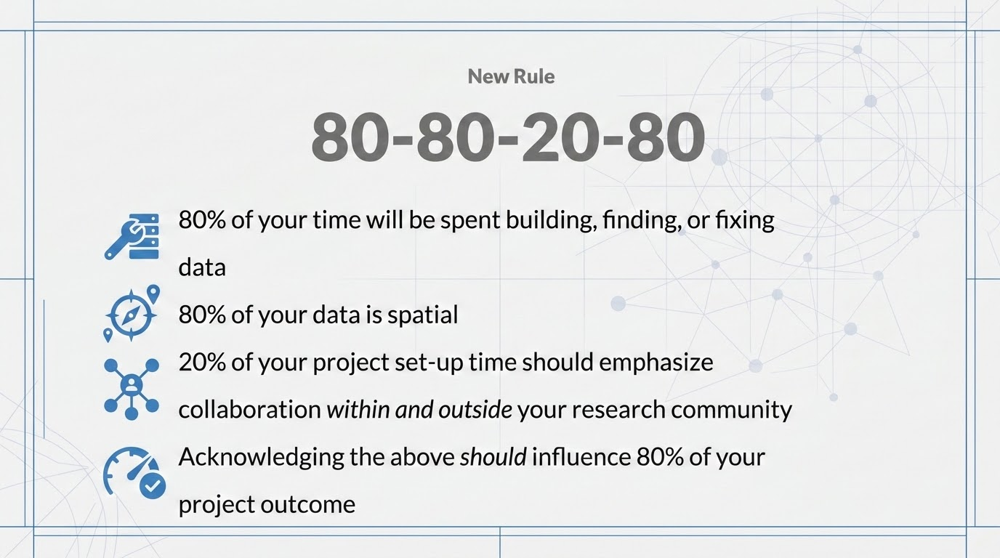 New Rule
80-80-20-80
80% of your time will be spent building, finding, or fixing
data
80% of your data is spatial
20% of your project set-up time should emphasize
collaboration within and outside your research community
Acknowledging the above should influence 80% of your
project outcome